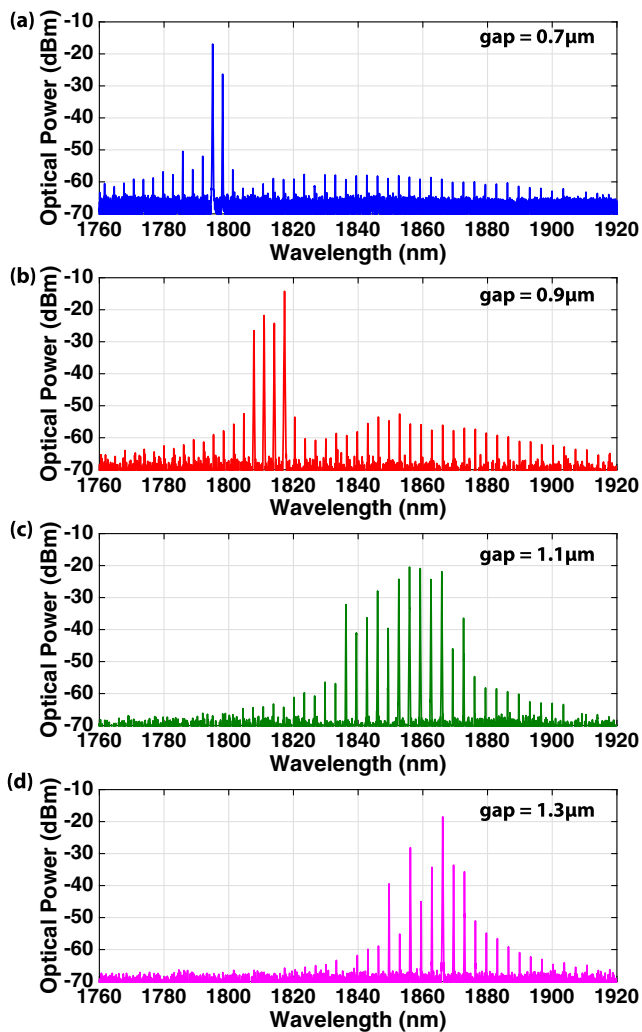 (a)
gap = 0.7µm
Optical Power (dBm)
-10
-20
-30
-40
-50
-60
-70
1760 1780 1800 1820 1840 1860 1880 1900 1920
Wavelength (nm)
(b)
gap = 0.9µm
Optical Power (dBm)
-10
-20
-30
-40
-50
-60
-70
1760 1780 1800 1820 1840 1860 1880 1900 1920
Wavelength (nm)
(c)
gap = 1.1µm
Optical Power (dBm)
-10
-20
-30
-40
-50
-60
-70
1760 1780 1800 1820 1840 1860 1880 1900 1920
Wavelength (nm)
(d)
gap = 1.3µm
Optical Power (dBm)
-10
-20
-30
-40
-50
-60
-70
1760 1780 1800 1820 1840 1860 1880 1900 1920
Wavelength (nm)